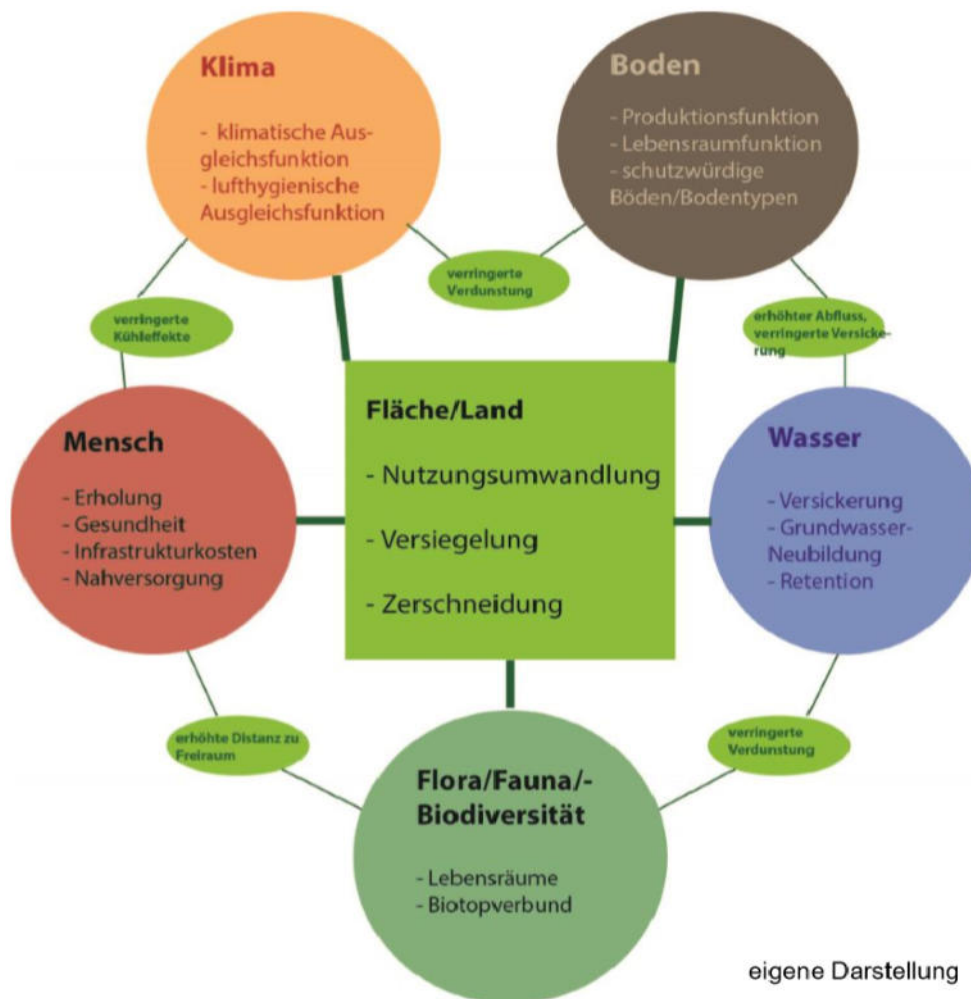 Klima
- klimatische Aus-
gleichsfunktion
- lufthygienische
Ausgleichsfunktion
Boden
- Produktionsfunktion
- Lebensraumfunktion
- schutzwürdige
Böden/Bodentypen
verringerte
Verdunstung
verringerte
Kühleffekte
erhöhter Abfluss,
verringerte Versicke-
rung
Fläche/Land
- Nutzungsumwandlung
- Versiegelung
- Zerschneidung
Mensch
- Erholung
- Gesundheit
- Infrastrukturkosten
- Nahversorgung
Wasser
- Versickerung
- Grundwasser-
Neubildung
- Retention
erhöhte Distanz zu
Freiraum
verringerte
Verdunstung
Flora/Fauna/-
Biodiversität
- Lebensräume
- Biotopverbund
eigene Darstellung